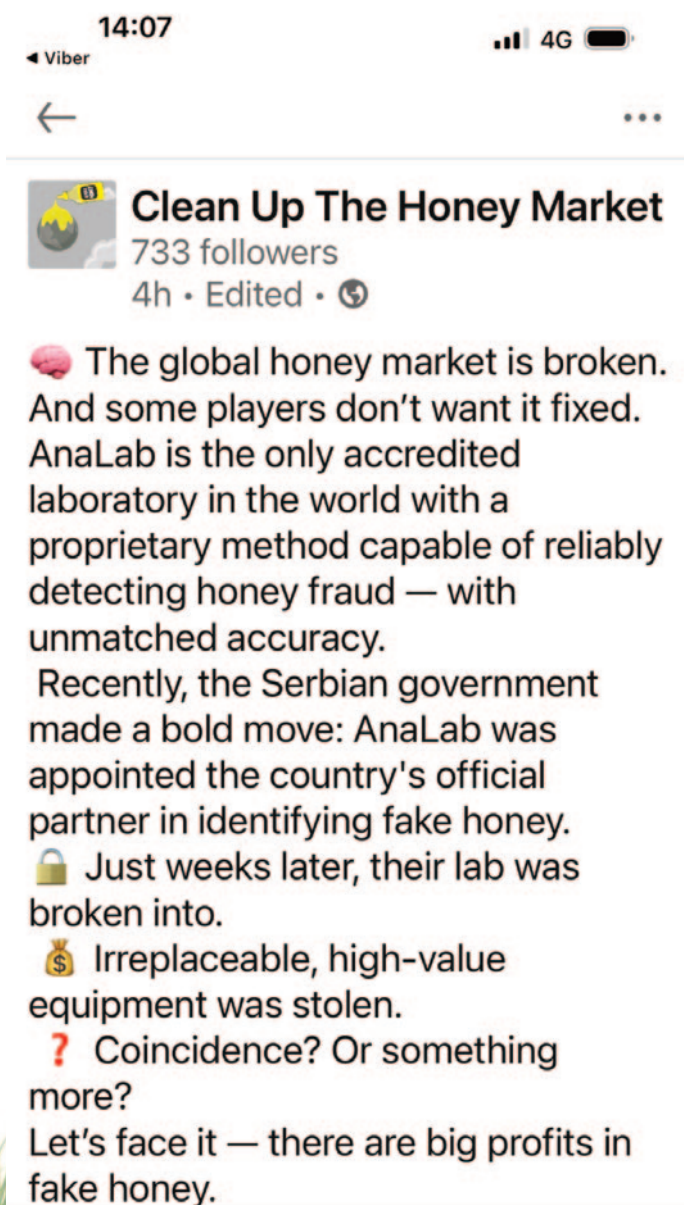 14:07
4G
◄ Viber
Clean Up The Honey Market
733 followers
4h • Edited •
🧠 The global honey market is broken.
And some players don’t want it fixed.
AnaLab is the only accredited
laboratory in the world with a
proprietary method capable of reliably
detecting honey fraud — with
unmatched accuracy.
Recently, the Serbian government
made a bold move: AnaLab was
appointed the country's official
partner in identifying fake honey.
🔒 Just weeks later, their lab was
broken into.
💰 Irreplaceable, high-value
equipment was stolen.
❓ Coincidence? Or something
more?
Let’s face it — there are big profits in
fake honey.